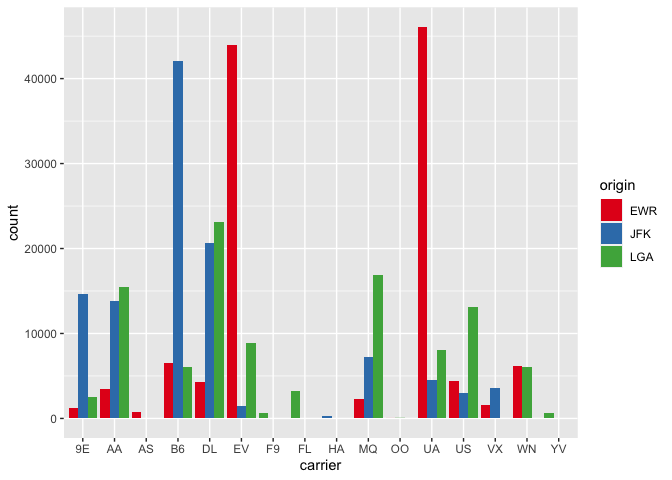 40000
30000
20000
10000
0
count
9E AA AS B6 DL EV F9 FL HA MQ OO UA US VX WN YV
carrier
origin
EWR
JFK
LGA